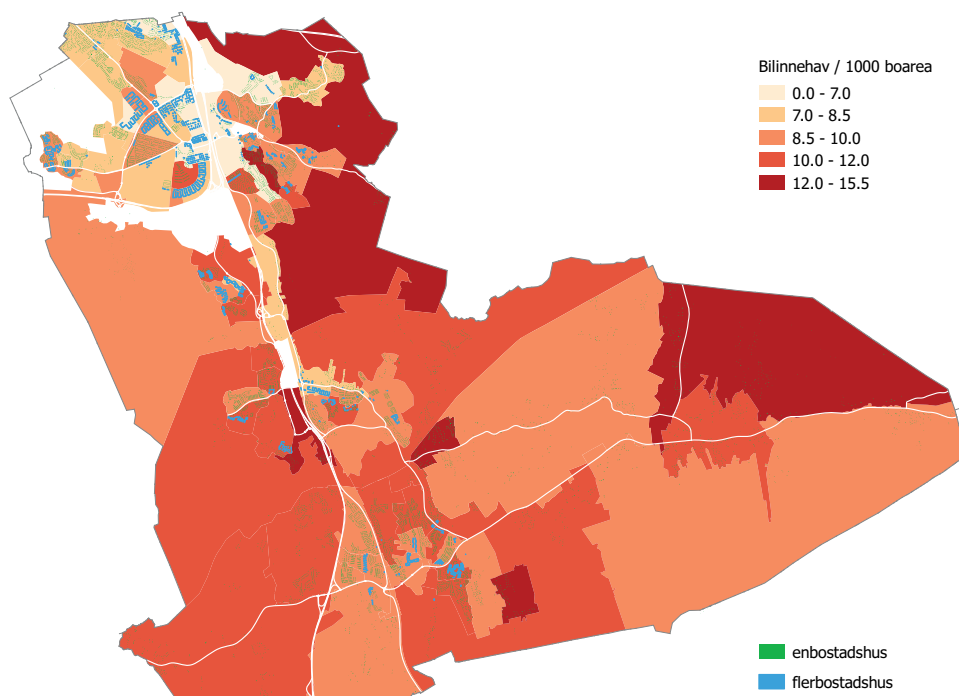 Bilinnehav / 1000 boarea
0.0 - 7.0
7.0 - 8.5
8.5 - 10.0
10.0 - 12.0
12.0 - 15.5
enbostadshus
flerbostadshus